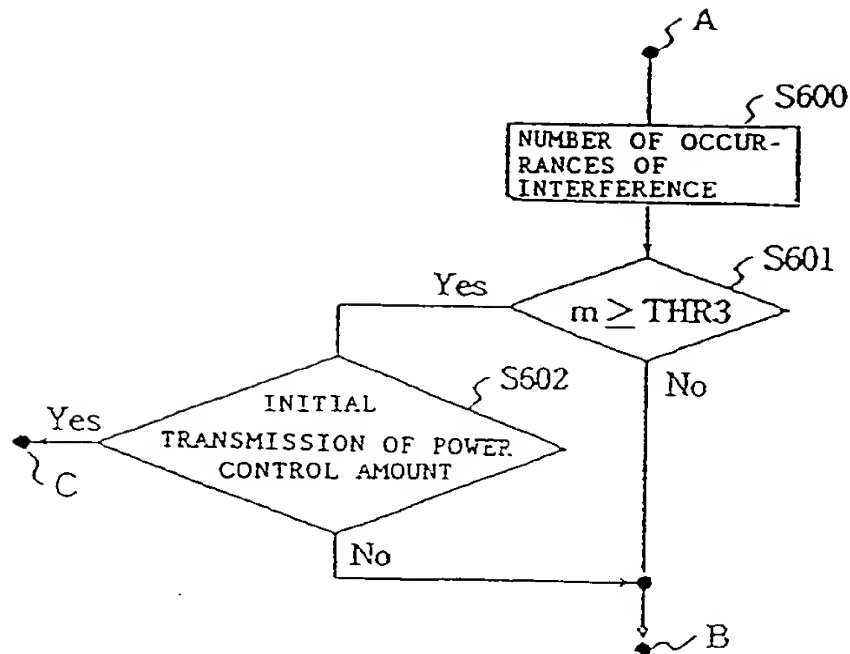 A
S600
NUMBER OF OCCUR-
RANCES OF
INTERFERENCE
S601
Yes
m ≥ THR3
S602
No
INITIAL
Yes
TRANSMISSION OF POWER
CONTROL AMOUNT
C
No
B